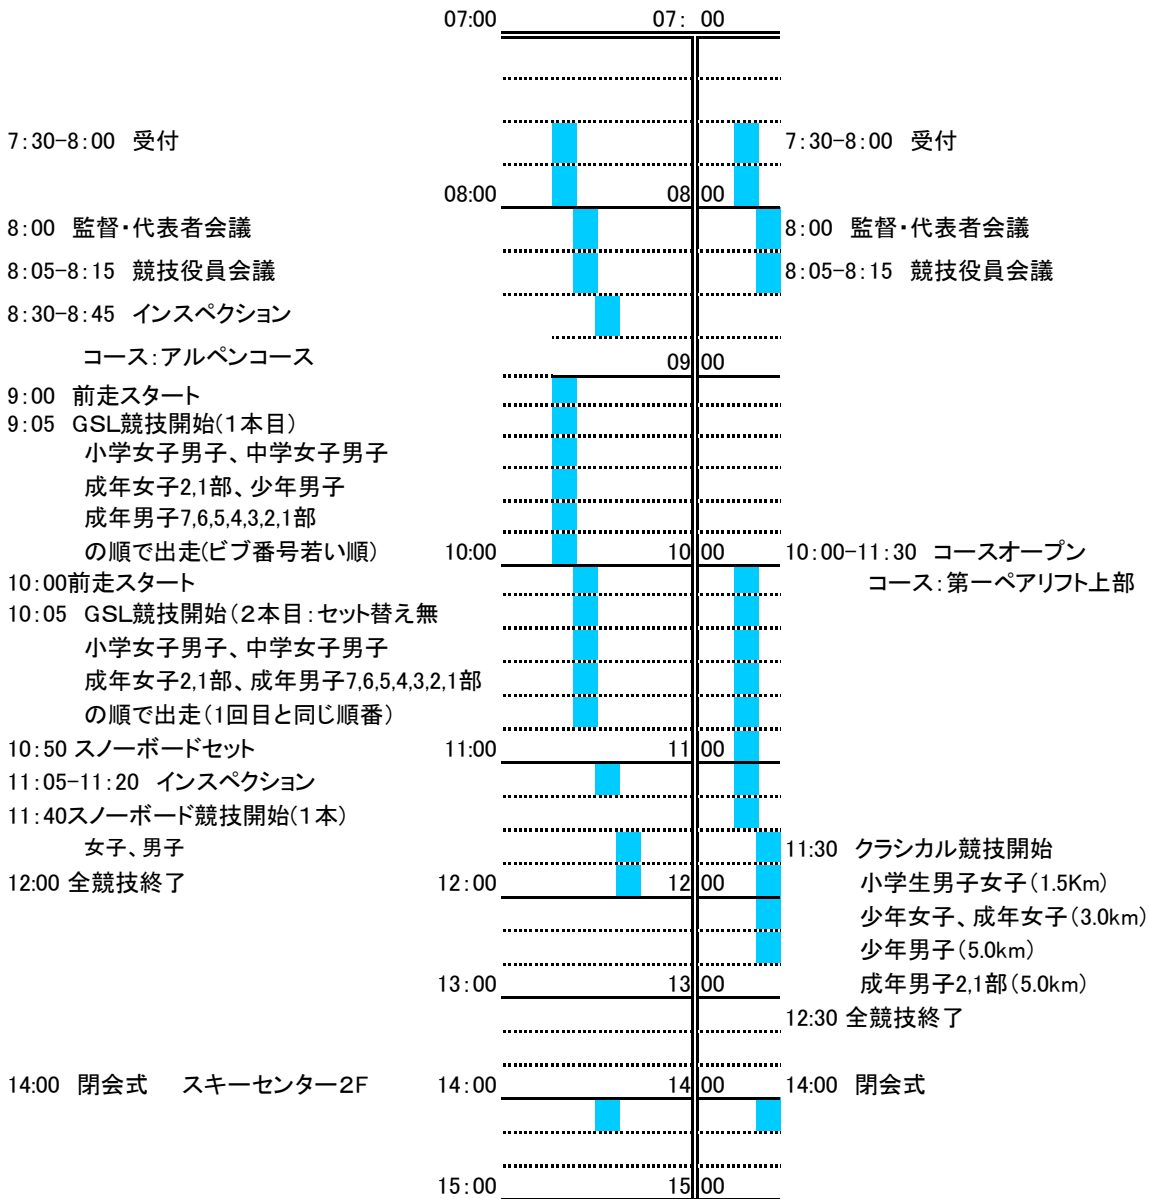 07:00 07: 00
7:30-8:00 受付 7:30-8:00 受付
08:00 08 00
8:00 監督・代表者会議 8:00 監督・代表者会議
8:05-8:15 競技役員会議 8:05-8:15 競技役員会議
8:30-8:45 インスペクション
コース:アルペンコース 09 00
9:00 前走スタート
9:05 GSL競技開始(1本目)
小学女子男子、中学女子男子
成年女子2,1部、少年男子
成年男子7,6,5,4,3,2,1部
の順で出走(ビブ番号若い順) 10:00 10 00 10:00-11:30 コースオープン
10:00前走スタート コース:第一ペアリフト上部
10:05 GSL競技開始(2本目:セット替え無
小学女子男子、中学女子男子
成年女子2,1部、成年男子7,6,5,4,3,2,1部
の順で出走(1回目と同じ順番)
10:50 スノーボードセット 11:00 11 00
11:05-11:20 インスペクション
11:40スノーボード競技開始(1本)
女子、男子 11:30 クラシカル競技開始
12:00 全競技終了 12:00 12 00 小学生男子女子(1.5Km)
少年女子、成年女子(3.0km)
少年男子(5.0km)
13:00 13 00 成年男子2,1部(5.0km)
12:30 全競技終了
14:00 閉会式 スキーセンター2F 14:00 14 00 14:00 閉会式
15:00 15 00